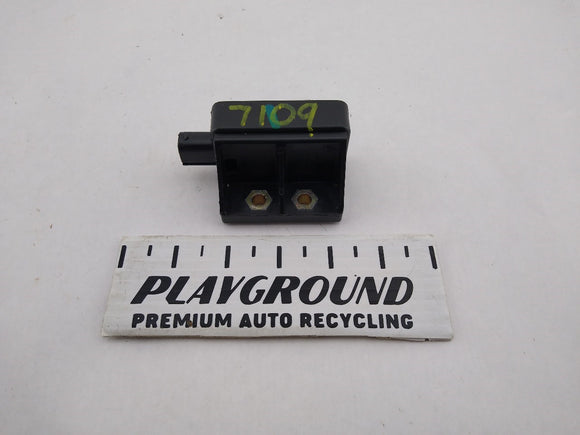 7109
PLAYGROUND
PREMIUM AUTO RECYCLING